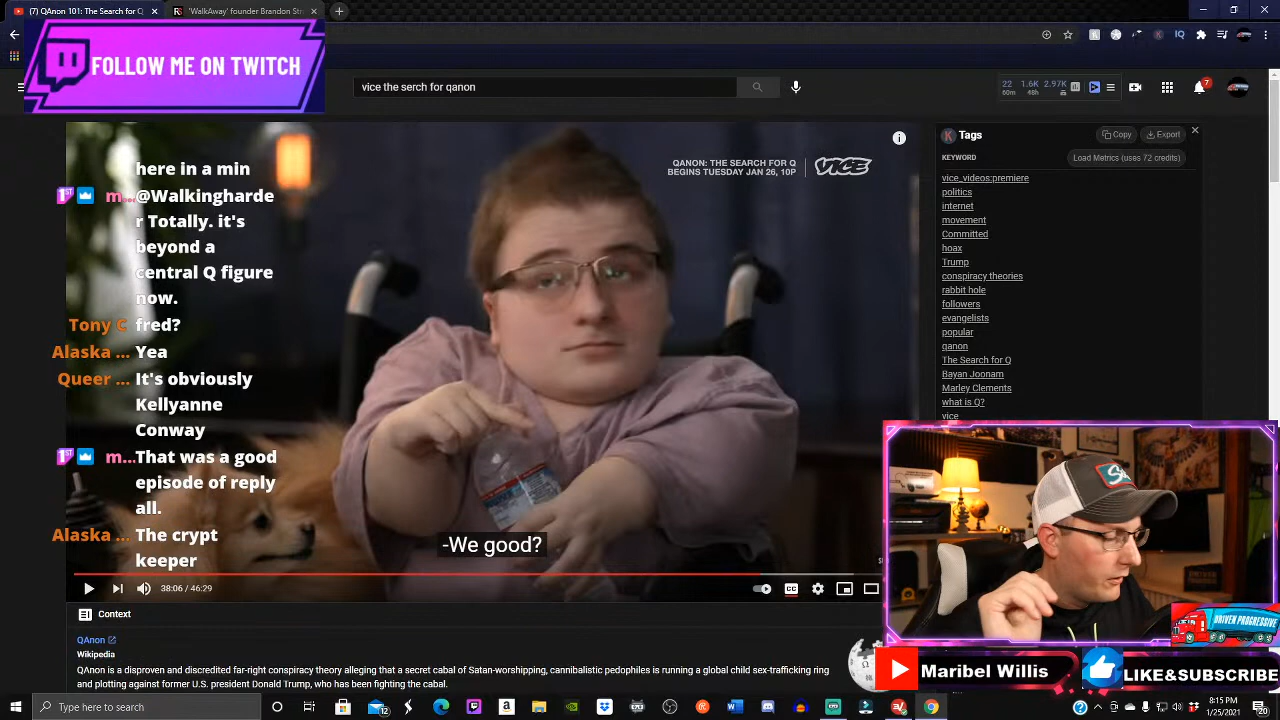 (7) QAnon 101: The Search for Q
'WalkAway' founder Brandon Str
FOLLOW ME ON TWITCH
vice the serch for qanon
22 1.6K 2.97K
60m 48h
7
QANON: THE SEARCH FOR Q
BEGINS TUESDAY JAN 26, 10P
VICE
Tags
Copy
Export
KEYWORD
Load Metrics (uses 72 credits)
vice_videos:premiere
politics
internet
movement
Committed
hoax
Trump
conspiracy theories
rabbit hole
followers
evangelists
popular
qanon
The Search for Q
Bayan Joonam
Marley Clements
what is Q?
vice
here in a min
m... @Walkingharde
r Totally. it's
beyond a
central Q figure
now.
Tony C fred?
Alaska ... Yea
Queer ... It's obviously
Kellyanne
Conway
m... That was a good
episode of reply
all.
Alaska ... The crypt
keeper
-We good?
38:06 / 46:29
Context
QAnon
Wikipedia
QAnon is a disproven and discredited far-right conspiracy theory alleging that a secret cabal of Satan-worshipping, cannibalistic pedophiles is running a global child sex-trafficking ring
and plotting against former U.S. president Donald Trump, who has been fighting the cabal.
DRIVEN PROGRESSIVE
Maribel Willis
LIKE&SUBSCRIBE
Type here to search
8:15 PM
1/25/2021